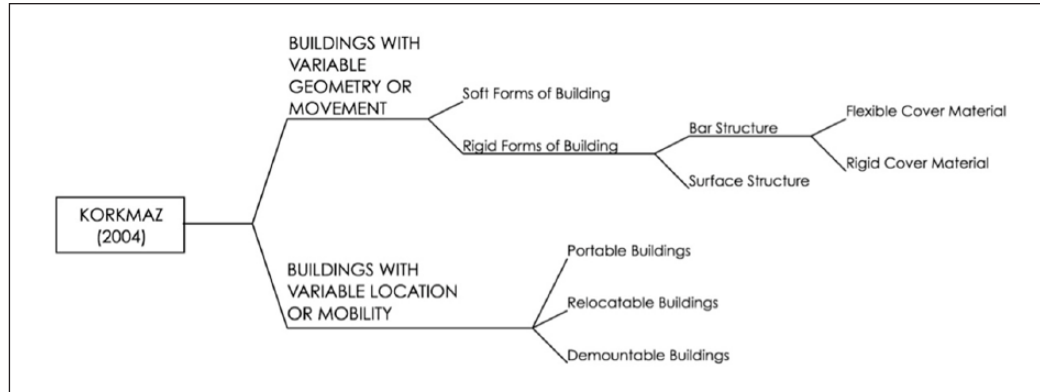 KORKMAZ
(2004)
BUILDINGS WITH
VARIABLE
GEOMETRY OR
MOVEMENT
Soft Forms of Building
Rigid Forms of Building
Bar Structure
Surface Structure
Flexible Cover Material
Rigid Cover Material
BUILDINGS WITH
VARIABLE LOCATION
OR MOBILITY
Portable Buildings
Relocatable Buildings
Demountable Buildings